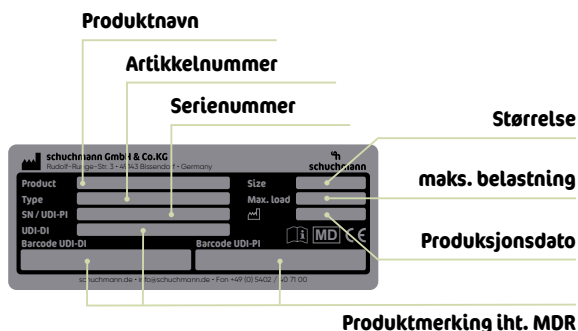 Produktnavn
Artikkelnummer
Serienummer
Størrelse
maks. belastning
Produksjonsdato
schuchmann GmbH & Co.KG
Rudolf-Runge-Str. 3 • 49143 Bissendorf • Germany
schuchmann
Product
Size
Type
Max. load
SN / UDI-PI
UDI-DI
MD CE
Barcode UDI-DI
Barcode UDI-PI
schuchmann.de • info@schuchmann.de • Fon +49 (0) 5402 / 40 71 00
Produktmerking iht. MDR